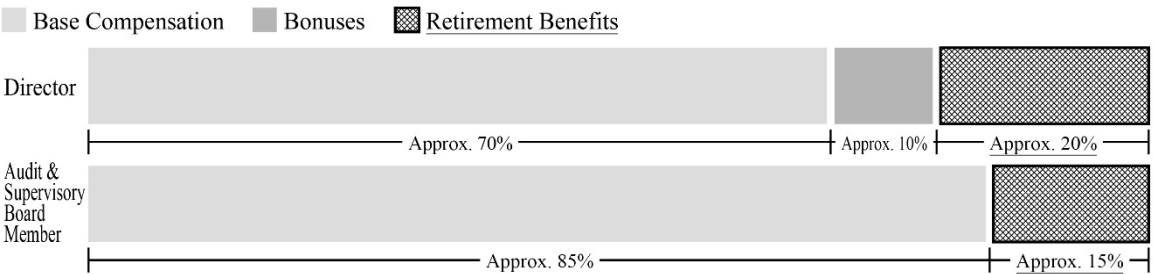 Base Compensation Bonuses Retirement Benefits
Director
Approx. 70% Approx. 10% Approx. 20%
Audit &
Supervisory
Board
Member
Approx. 85% Approx. 15%